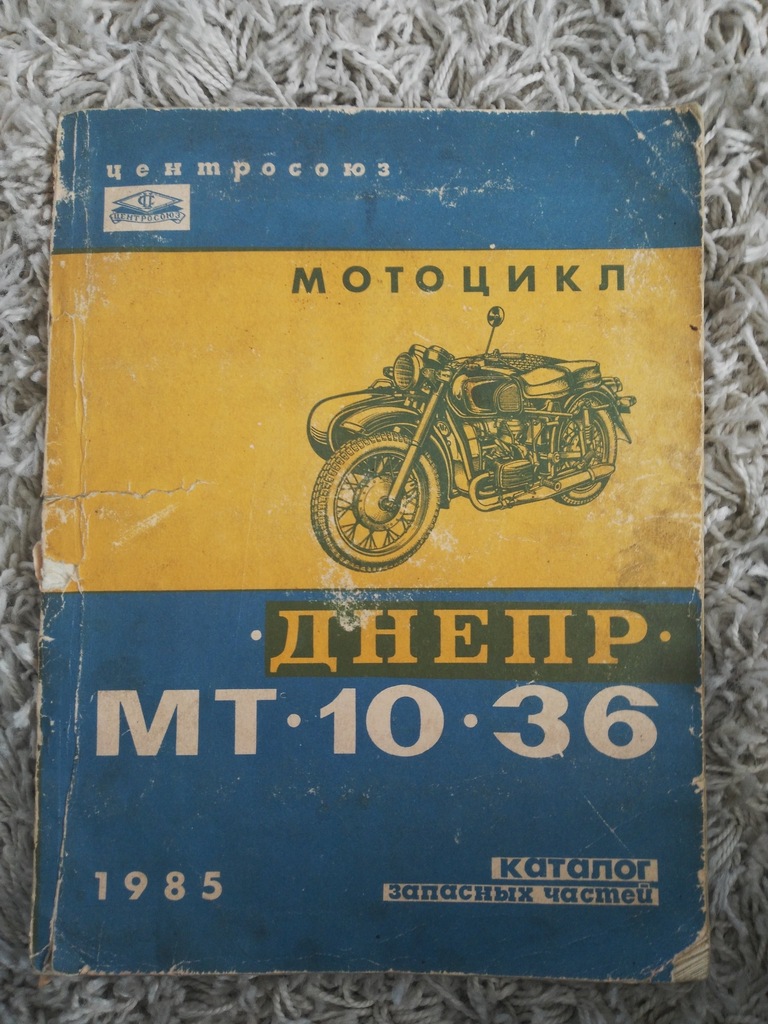 центросоюз
ЦЕНТРОСОЮЗ
МОТОЦИКЛ
·ДНЕПР·
МТ·10·36
1985
каталог
запасных частей